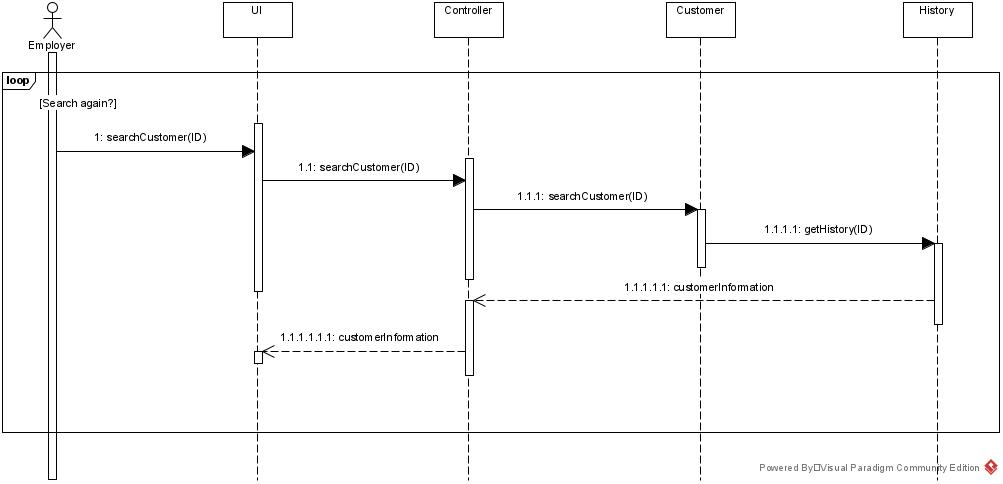 UI
Controller
Customer
History
Employer
loop
[Search again?]
1: searchCustomer(ID)
1.1: searchCustomer(ID)
1.1.1: searchCustomer(ID)
1.1.1.1: getHistory(ID)
1.1.1.1.1: customerInformation
1.1.1.1.1.1: customerInformation
Powered By□Visual Paradigm Community Edition